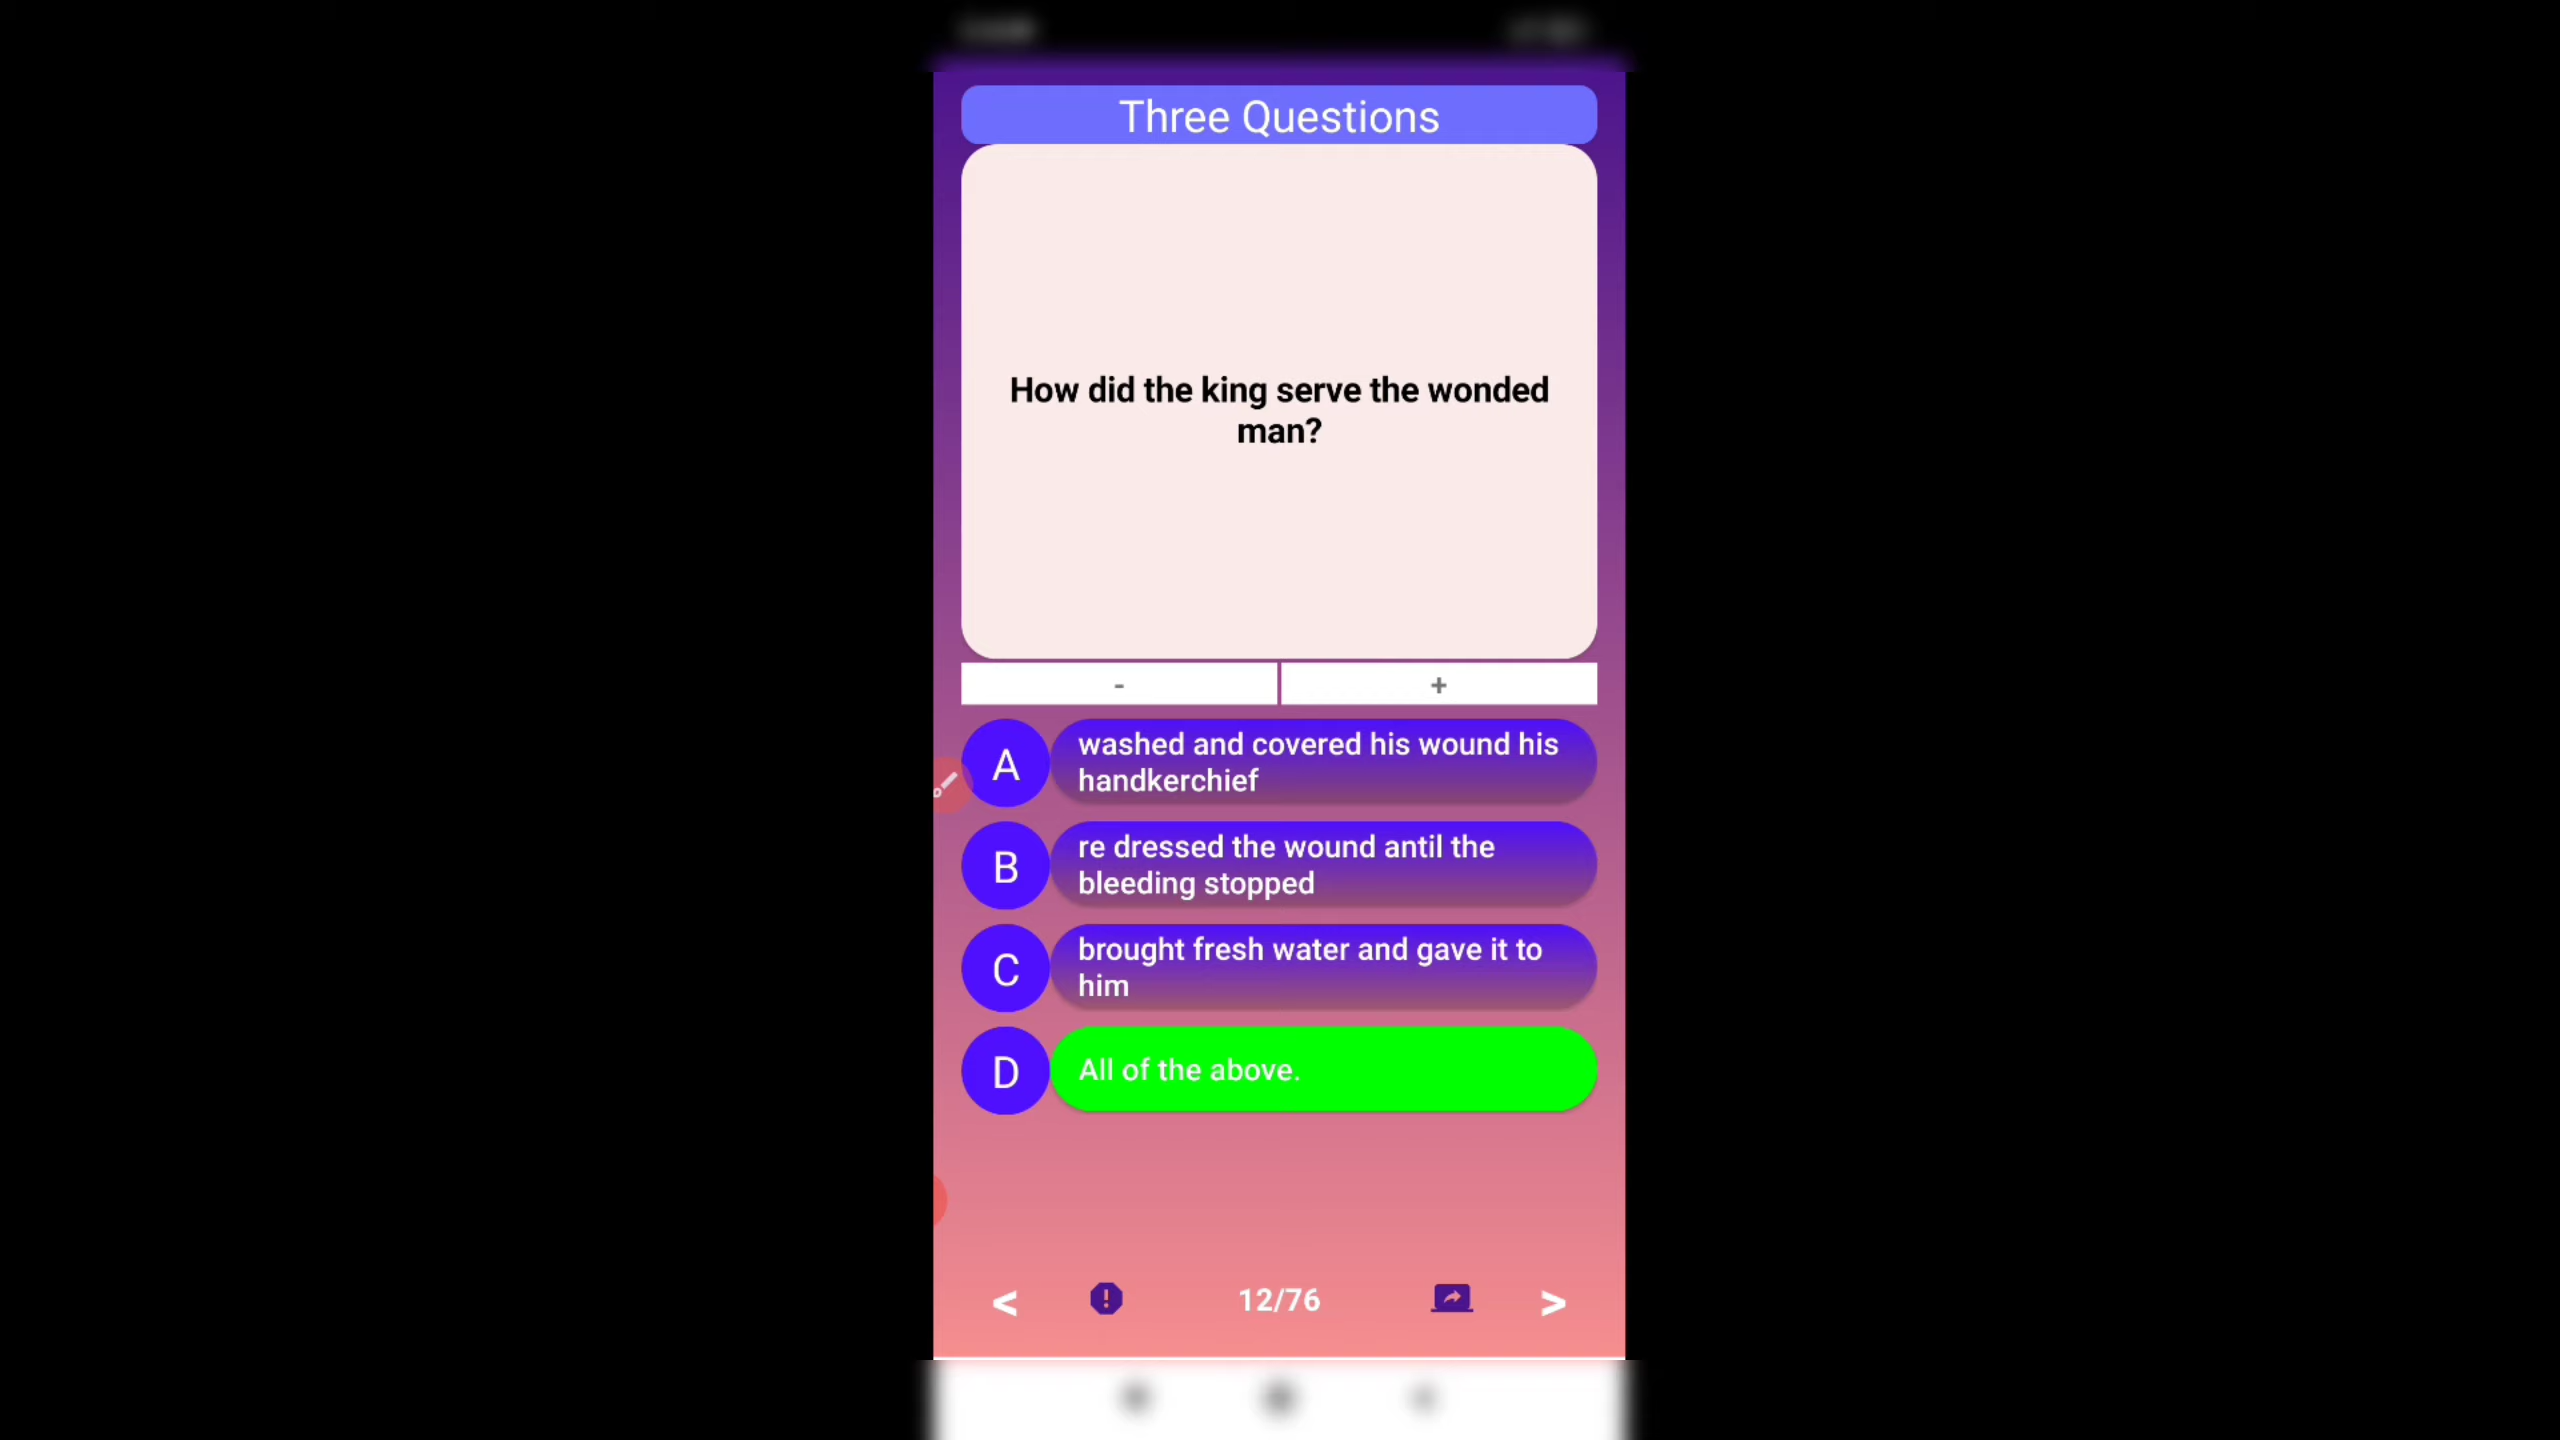 Three Questions
How did the king serve the wonded
man?
-
+
A
washed and covered his wound his
handkerchief
B
re dressed the wound antil the
bleeding stopped
C
brought fresh water and gave it to
him
D
All of the above.
<
12/76
>